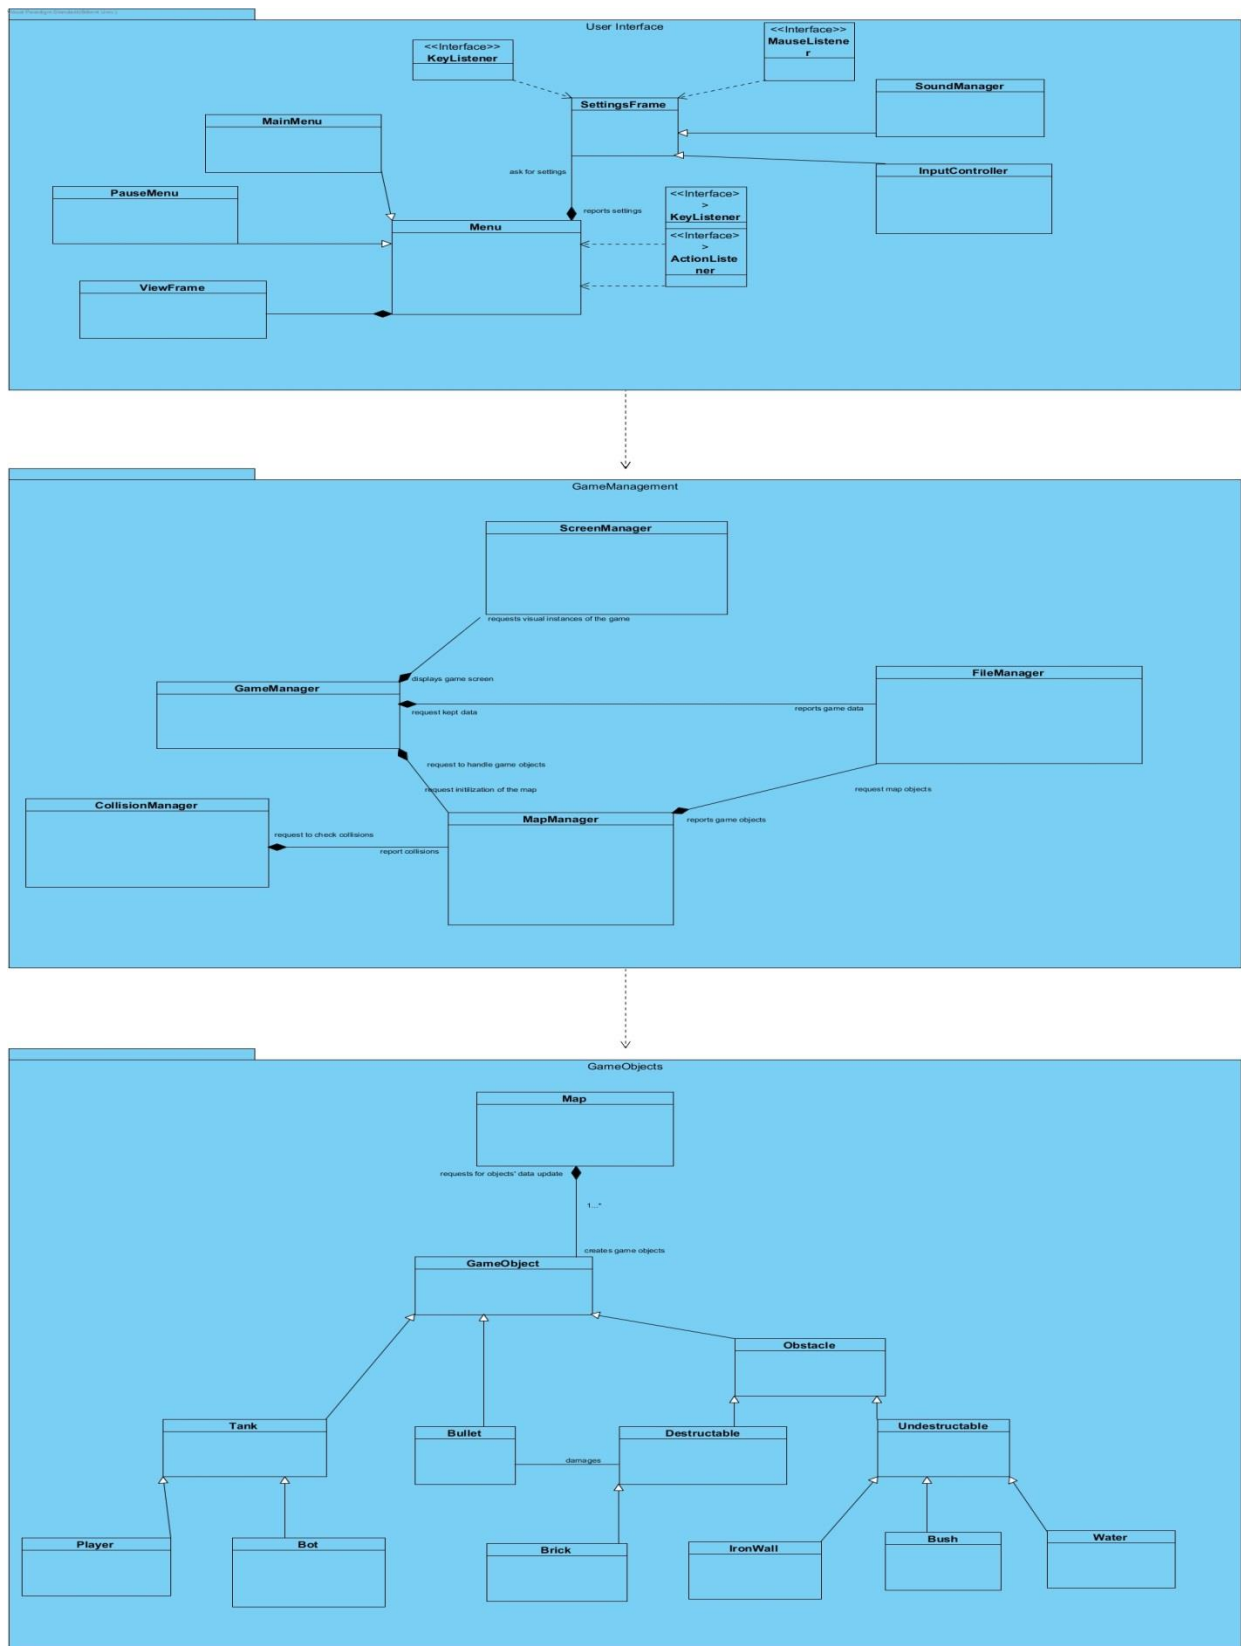 User Interface
<<Interface>>
KeyListener
<<Interface>>
MauseListene
r
SettingsFrame
SoundManager
MainMenu
InputController
ask for settings
PauseMenu
<<Interface>
>
KeyListener
reports settings
Menu
<<Interface>
>
ActionListe
ner
ViewFrame
GameManagement
ScreenManager
requests visual instances of the game
displays game screen
GameManager
FileManager
request kept data
reports game data
request to handle game objects
request initilization of the map
request map objects
CollisionManager
MapManager
reports game objects
request to check collisions
report collisions
GameObjects
Map
requests for objects' data update
1...*
creates game objects
GameObject
Obstacle
Tank
Bullet
Destructable
Undestructable
damages
Player
Bot
Brick
IronWall
Bush
Water